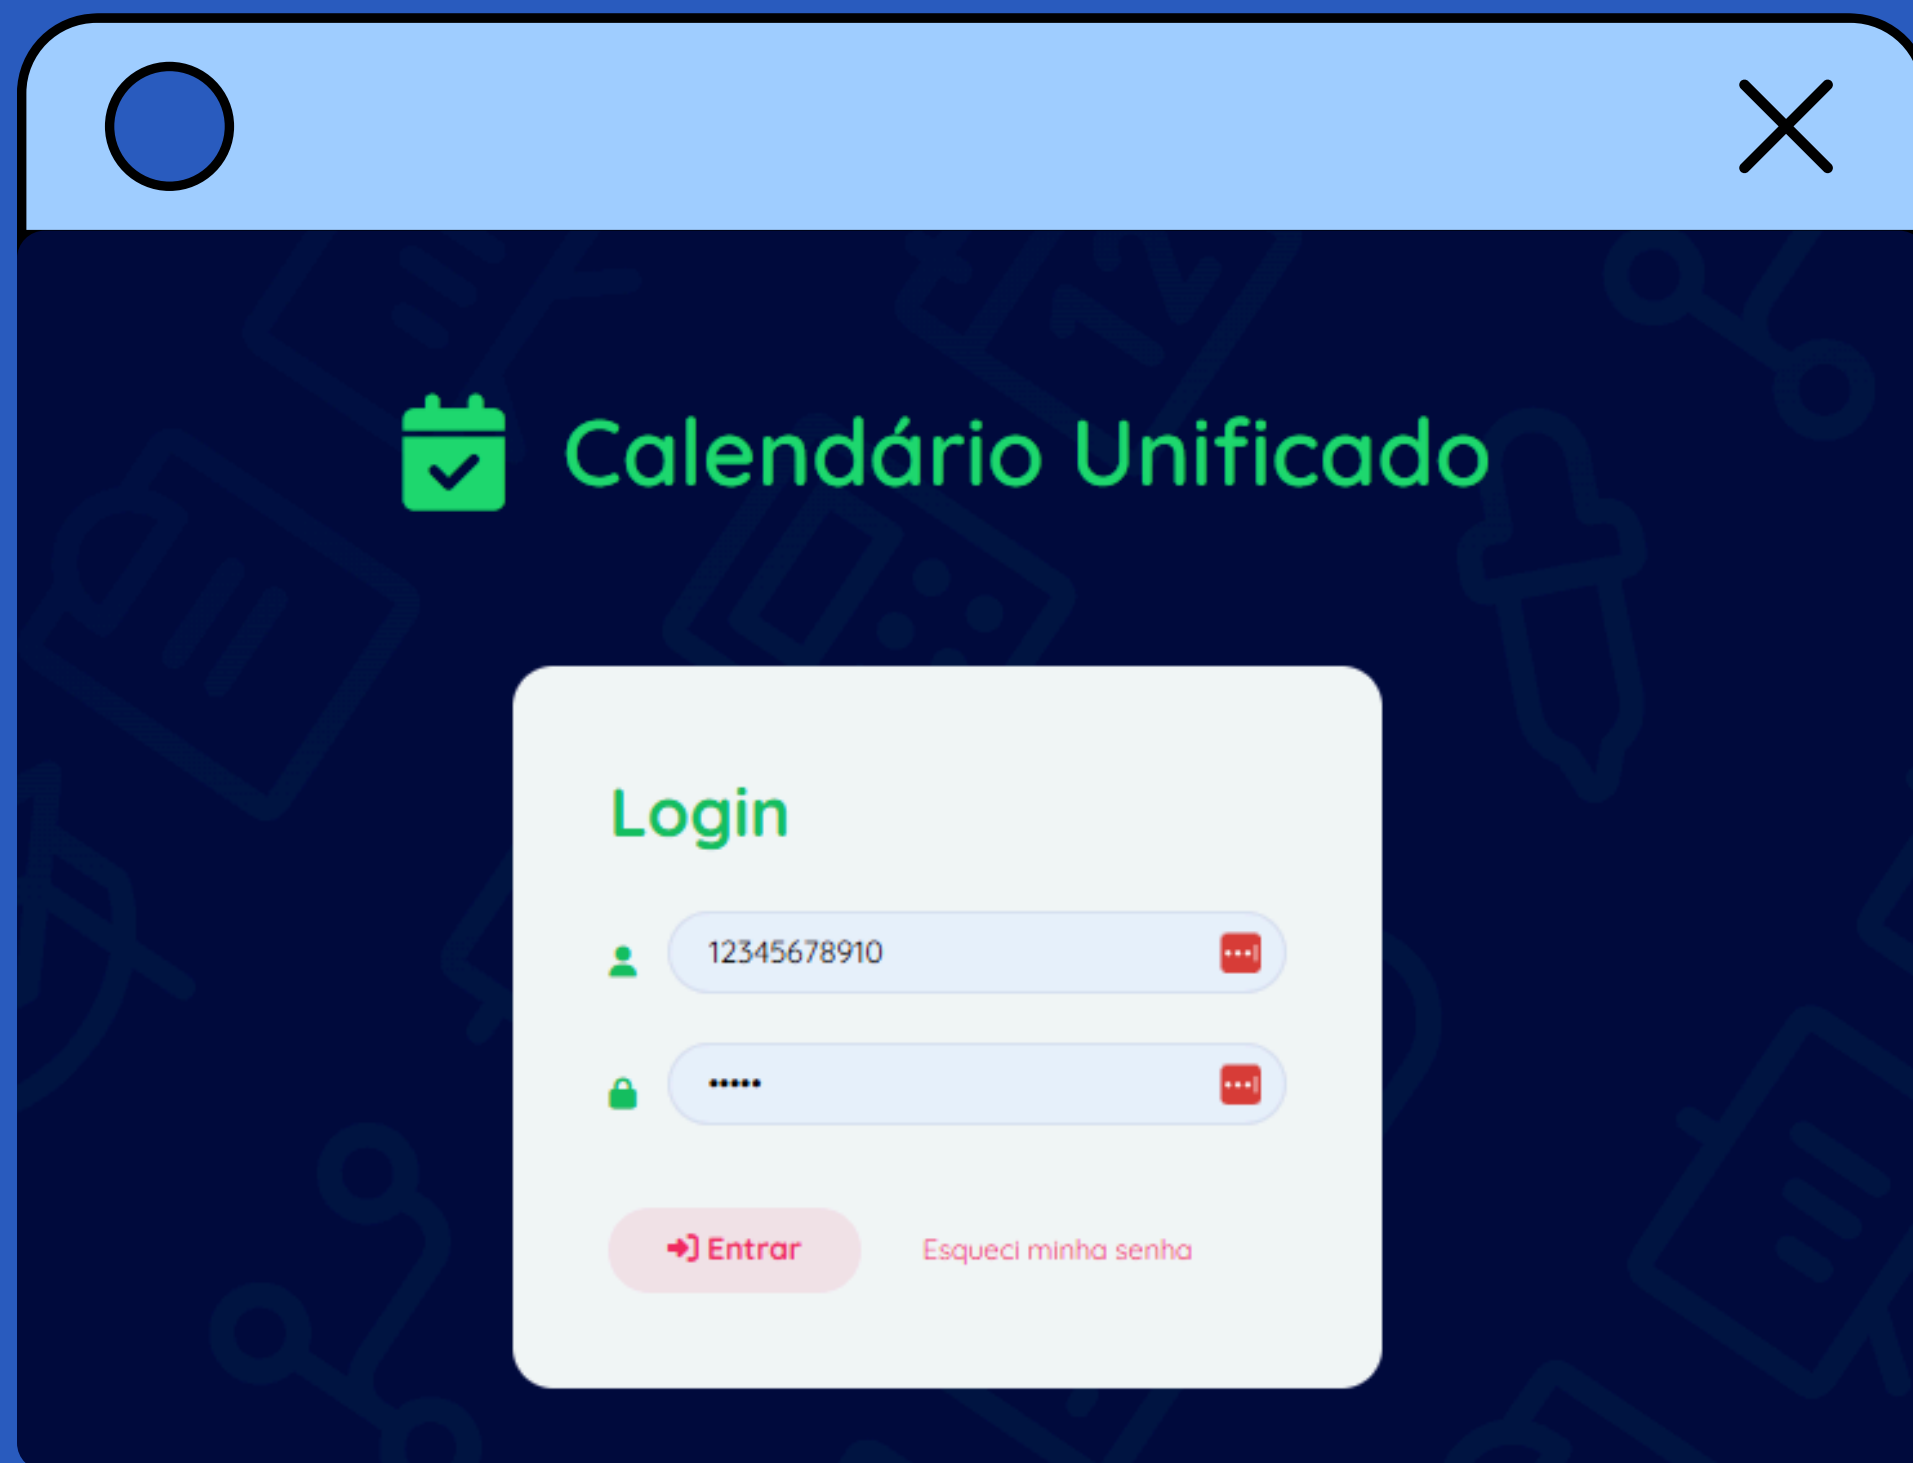 Calendário Unificado
Login
12345678910
•••••
Entrar
Esqueci minha senha